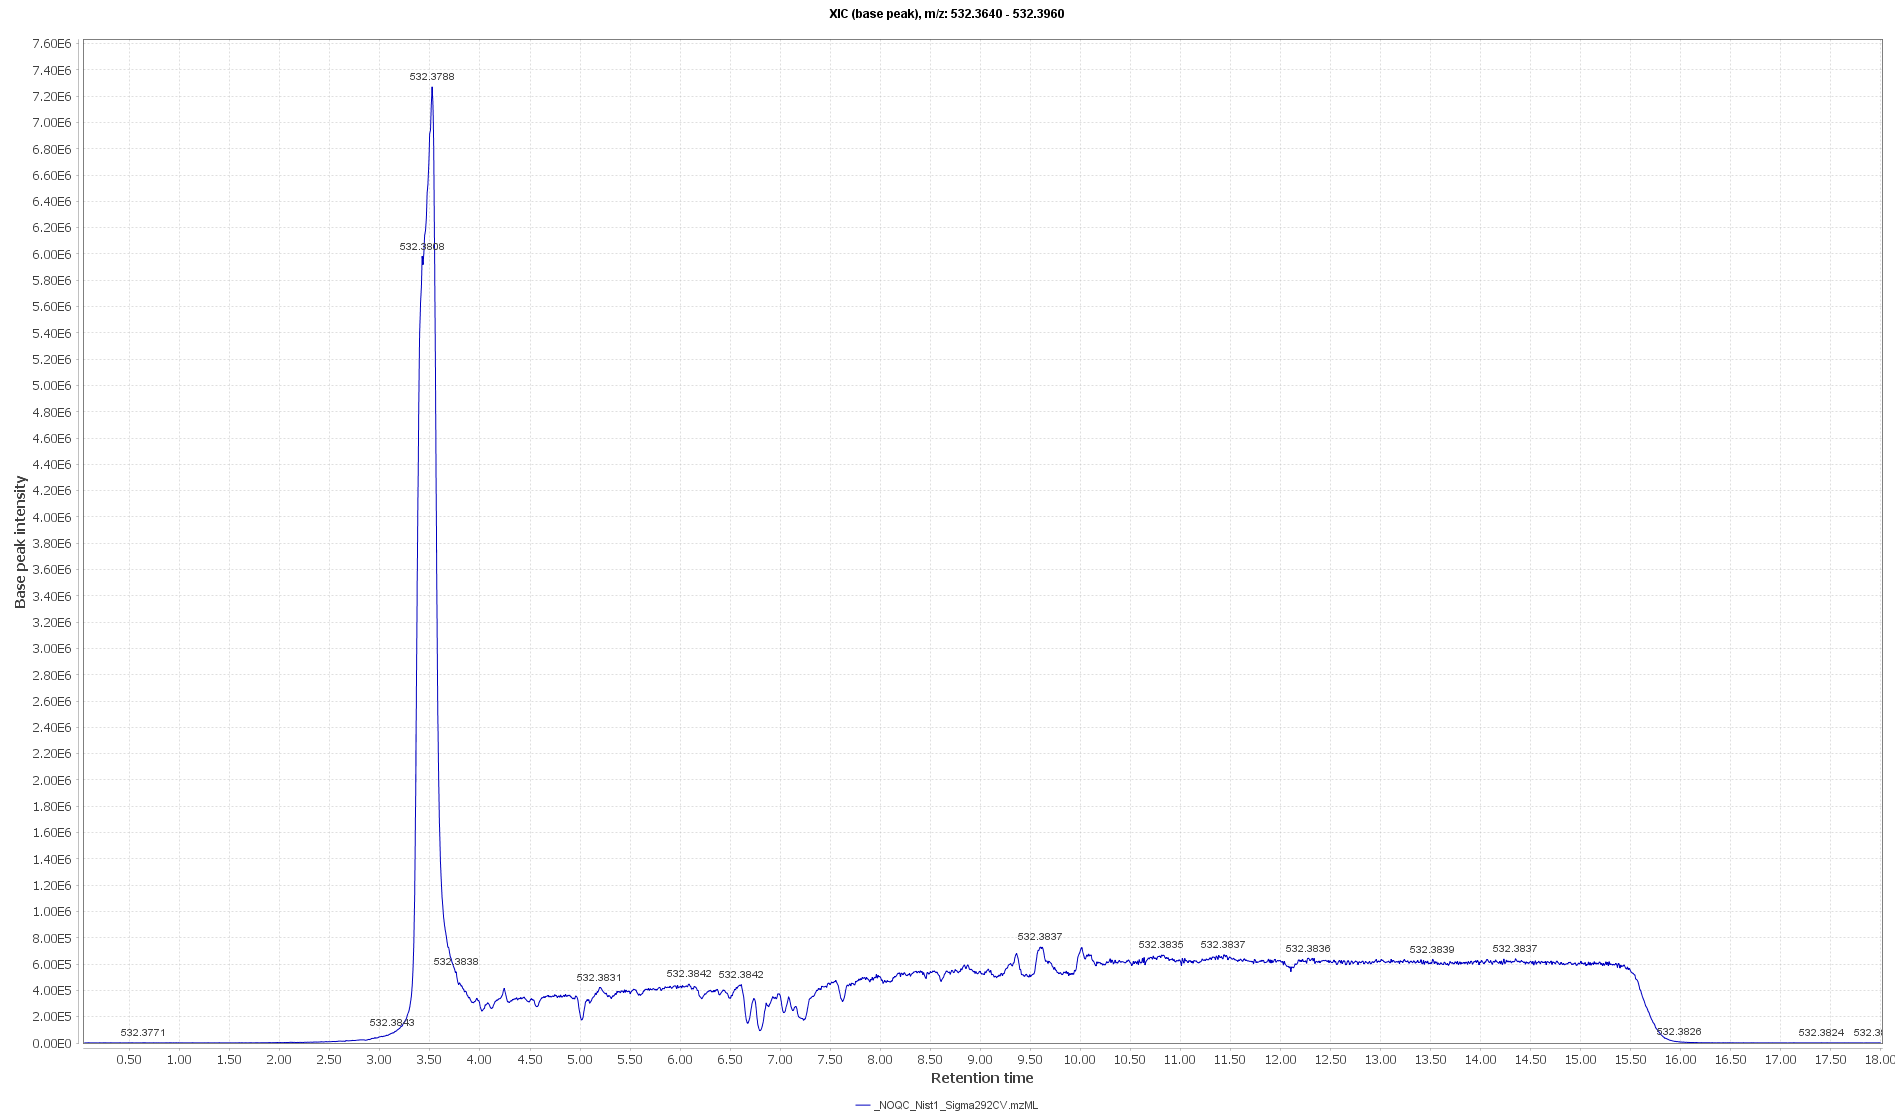 XIC (base peak), m/z: 532.3640 - 532.3960
7.60E6
7.40E6
532.3788
7.20E6
7.00E6
6.80E6
6.60E6
6.40E6
6.20E6
532.3808
6.00E6
5.80E6
5.60E6
5.40E6
5.20E6
5.00E6
4.80E6
4.60E6
4.40E6
4.20E6
4.00E6
3.80E6
3.60E6
3.40E6
3.20E6
3.00E6
2.80E6
2.60E6
2.40E6
2.20E6
2.00E6
1.80E6
1.60E6
1.40E6
1.20E6
1.00E6
8.00E5
6.00E5
4.00E5
2.00E5
0.00E0
Base peak intensity
532.3771
532.3843
532.3838
532.3831
532.3842
532.3842
532.3837
532.3835
532.3837
532.3836
532.3839
532.3837
532.3826
532.3824
0.50 1.00 1.50 2.00 2.50 3.00 3.50 4.00 4.50 5.00 5.50 6.00 6.50 7.00 7.50 8.00 8.50 9.00 9.50 10.00 10.50 11.00 11.50 12.00 12.50 13.00 13.50 14.00 14.50 15.00 15.50 16.00 16.50 17.00 17.50 18.00
Retention time
_NOQC_Nist1_Sigma292CV.mzML